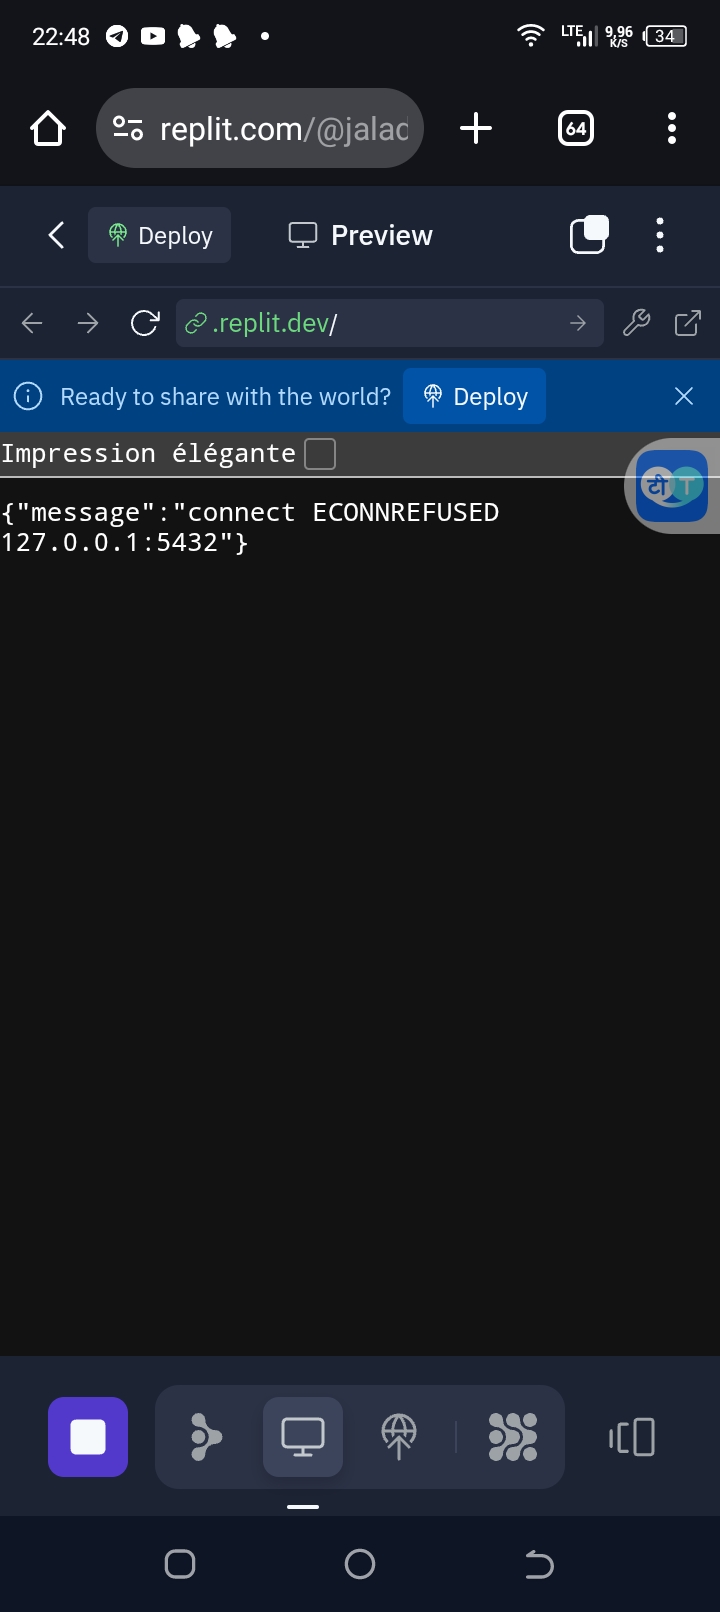 22:48
LTE 9,96 K/S 34
replit.com/@jalad
64
Deploy
Preview
.replit.dev/
Ready to share with the world?
Deploy
Impression élégante
टी T
{"message":"connect ECONNREFUSED
127.0.0.1:5432"}